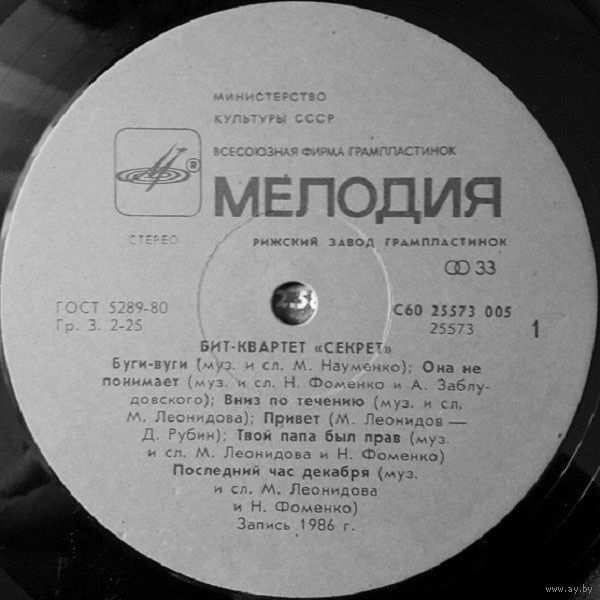 МИНИСТЕРСТВО
КУЛЬТУРЫ СССР
ВСЕСОЮЗНАЯ ФИРМА ГРАМПЛАСТИНОК
®
МЕЛОДИЯ
СТЕРЕО
РИЖСКИЙ ЗАВОД ГРАМПЛАСТИНОК
33
ГОСТ 5289-80
Гр. 3. 2-25
2.5
С60 25573 005
25573
1
БИТ-КВАРТЕТ «СЕКРЕТ»
Буги-вуги (муз. и сл. М. Науменко); Она не
понимает (муз. и сл. Н. Фоменко и А. Заблу-
довского); Вниз по течению (муз. и сл.
М. Леонидова); Привет (М. Леонидов —
Д. Рубин); Твой папа был прав (муз.
и сл. М. Леонидова и Н. Фоменко)
Последний час декабря (муз.
и сл. М. Леонидова
и Н. Фоменко)
Запись 1986 г.
www.ay.by